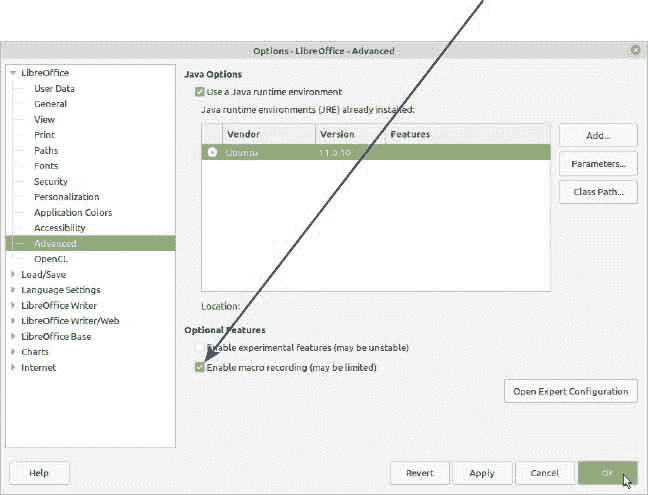 Options - LibreOffice - Advanced
LibreOffice
User Data
General
View
Print
Paths
Fonts
Security
Personalization
Application Colors
Accessibility
Advanced
OpenCL
Load/Save
Language Settings
LibreOffice Writer
LibreOffice Writer/Web
LibreOffice Base
Charts
Internet
Java Options
Use a Java runtime environment
Java runtime environments (JRE) already installed:
Vendor Version Features
Ubuntu 11.0.10
Add...
Parameters...
Class Path...
Location:
Optional Features
Enable experimental features (may be unstable)
Enable macro recording (may be limited)
Open Expert Configuration
Help Revert Apply Cancel OK